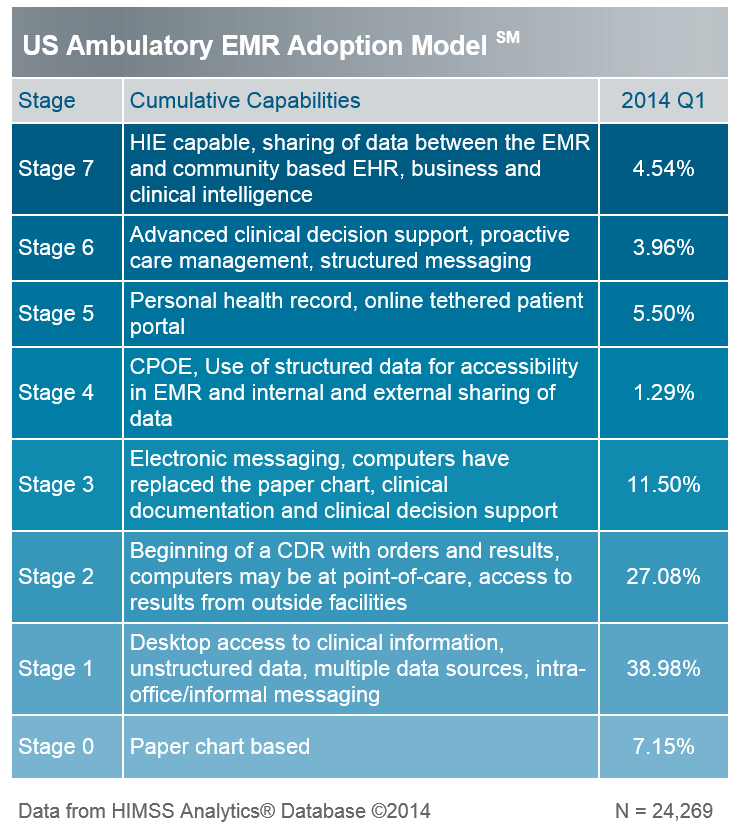 US Ambulatory EMR Adoption Model SM
Stage Cumulative Capabilities 2014 Q1
HIE capable, sharing of data between the EMR
Stage 7 and community based EHR, business and 4.54%
clinical intelligence
Stage 6 Advanced clinical decision support, proactive 3.96%
care management, structured messaging
Stage 5 Personal health record, online tethered patient 5.50%
portal
CPOE, Use of structured data for accessibility
Stage 4 in EMR and internal and external sharing of 1.29%
data
Electronic messaging, computers have
Stage 3 replaced the paper chart, clinical 11.50%
documentation and clinical decision support
Beginning of a CDR with orders and results,
Stage 2 computers may be at point-of-care, access to 27.08%
results from outside facilities
Desktop access to clinical information,
Stage 1 unstructured data, multiple data sources, intra- 38.98%
office/informal messaging
Stage 0 Paper chart based 7.15%
Data from HIMSS Analytics® Database ©2014 N = 24,269